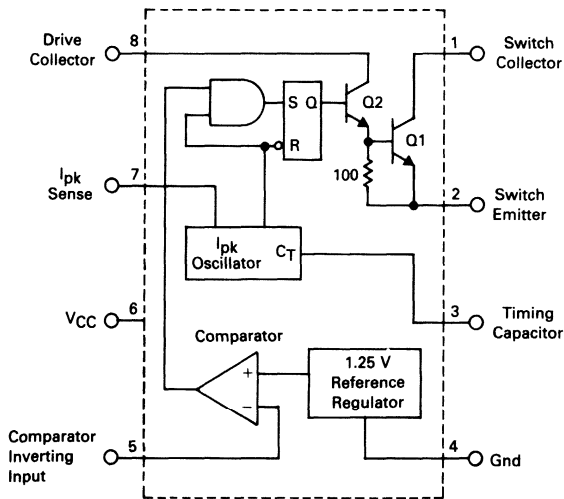 Drive
Collector
8
1
Switch
Collector
S Q
Q2
R
Q1
100
Ipk
Sense
7
2
Switch
Emitter
Ipk
Oscillator
CT
VCC
6
3
Timing
Capacitor
Comparator
+
−
1.25 V
Reference
Regulator
Comparator
Inverting
Input
5
4
Gnd